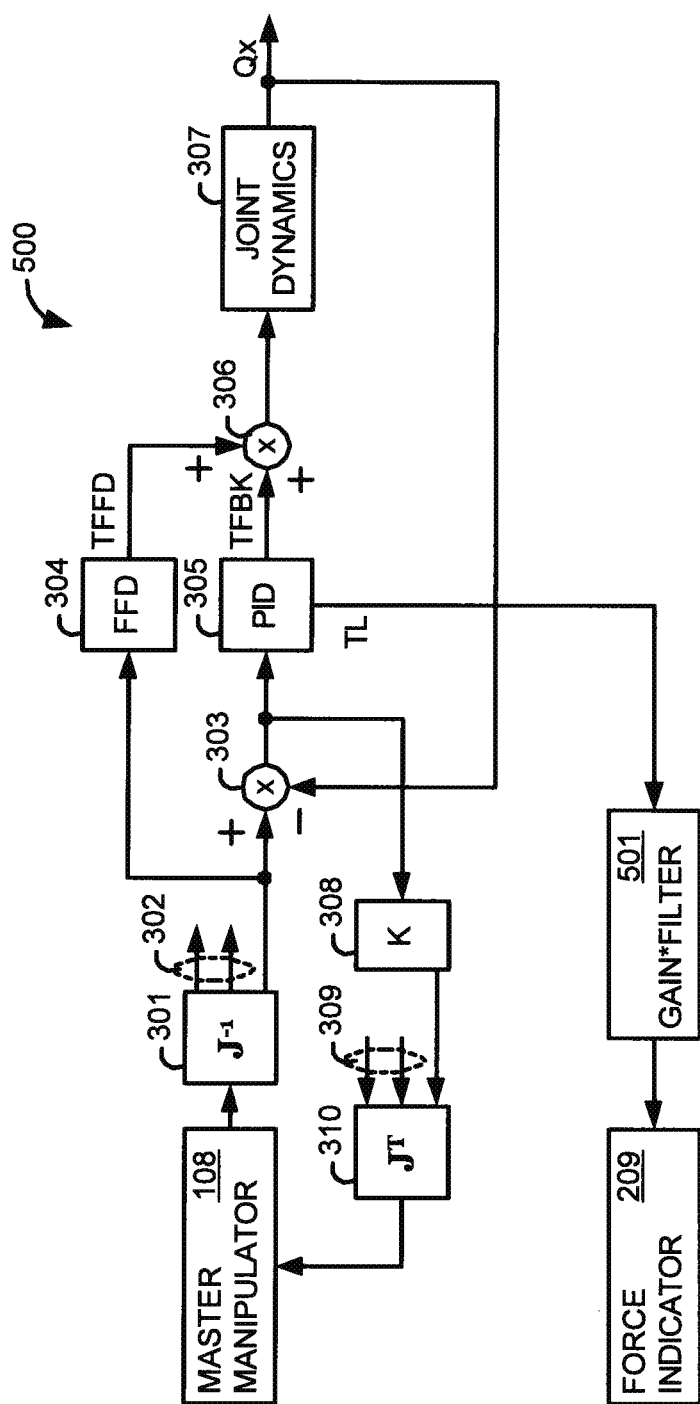 500
MASTER
MANIPULATOR
108
301
J⁻¹
302
304
FFD
TFFD
303
+
−
X
305
PID
TFBK
306
+
+
X
307
JOINT
DYNAMICS
Qx
TL
308
K
309
310
Jᵀ
501
GAIN*FILTER
209
FORCE
INDICATOR